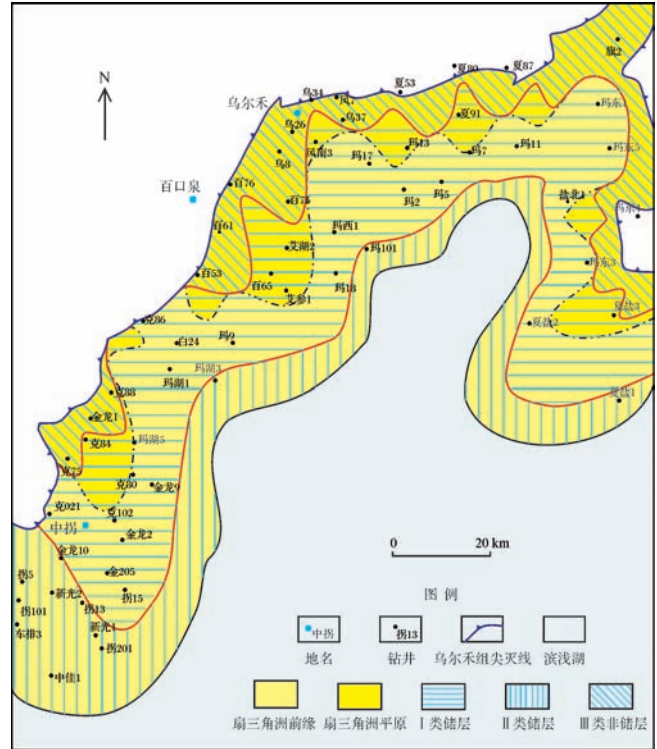 旗2
夏80
夏87
夏53
N
乌34
风7
乌尔禾
乌26
乌37
夏91
玛东1
乌8
风南3
玛13
玛7
玛11
玛17
百76
百口泉
百75
玛2
玛5
盐北1
百61
玛西1
艾湖2
玛101
百53
百65
玛18
玛东3
艾参1
克86
夏盐3
夏盐2
白24
玛9
玛湖1
玛湖3
克88
夏盐1
金龙1
克84
玛湖5
克75
克80
金龙9
克021
克102
中拐
金龙2
金龙10
0 20 km
拐5
金205
新光2
拐15
图例
拐101
拐13
车排3
新光4
拐201
中拐
拐13
地名 钻井 乌尔禾组尖灭线 滨浅湖
中佳1
扇三角洲前缘 扇三角洲平原 Ⅰ类储层 Ⅱ类储层 Ⅲ类非储层